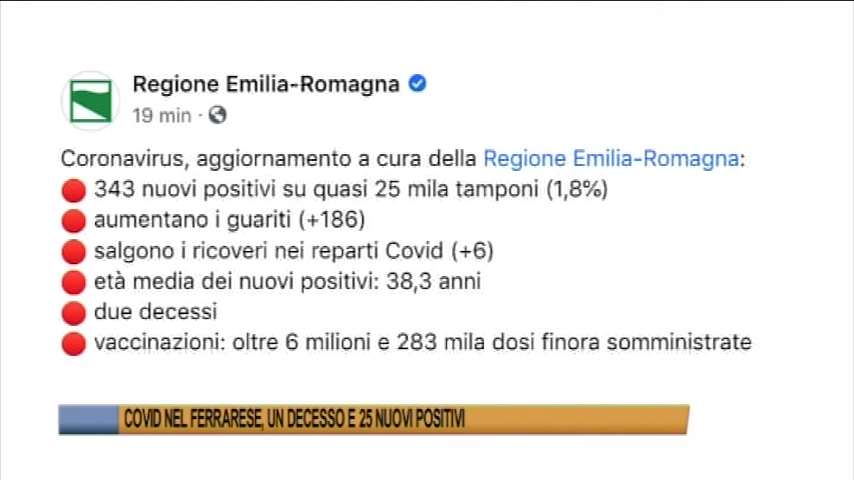 Regione Emilia-Romagna
19 min ·
Coronavirus, aggiornamento a cura della Regione Emilia-Romagna:
343 nuovi positivi su quasi 25 mila tamponi (1,8%)
aumentano i guariti (+186)
salgono i ricoveri nei reparti Covid (+6)
età media dei nuovi positivi: 38,3 anni
due decessi
vaccinazioni: oltre 6 milioni e 283 mila dosi finora somministrate
COVID NEL FERRARESE, UN DECESSO E 25 NUOVI POSITIVI